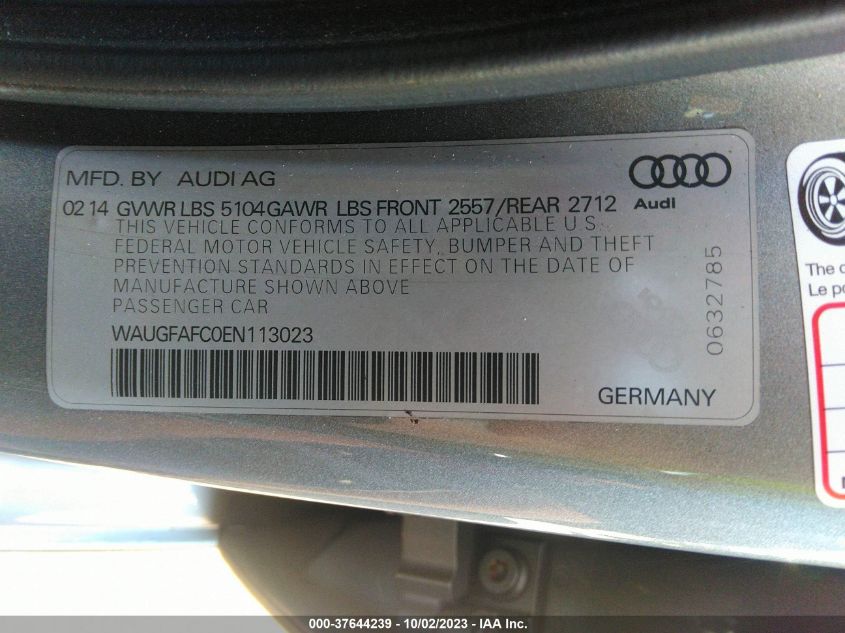 MFD. BY AUDI AG
Audi
02 14 GVWR LBS 5104 GAWR LBS FRONT 2557/REAR 2712
THIS VEHICLE CONFORMS TO ALL APPLICABLE U.S.
FEDERAL MOTOR VEHICLE SAFETY, BUMPER AND THEFT
PREVENTION STANDARDS IN EFFECT ON THE DATE OF
MANUFACTURE SHOWN ABOVE
PASSENGER CAR
WAUGFAFC0EN113023
GERMANY
0632785
The
Le
000-37644239 - 10/02/2023 - IAA Inc.